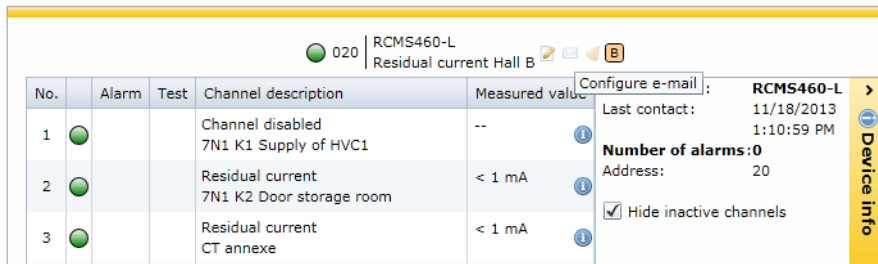 020 RCMS460-L
Residual current Hall B B
Configure e-mail
No. Alarm Test Channel description Measured value
1 Channel disabled --
7N1 K1 Supply of HVC1
2 Residual current < 1 mA
7N1 K2 Door storage room
3 Residual current < 1 mA
CT annexe
: RCMS460-L
Last contact: 11/18/2013
1:10:59 PM
Number of alarms:0
Address: 20
Hide inactive channels
Device info